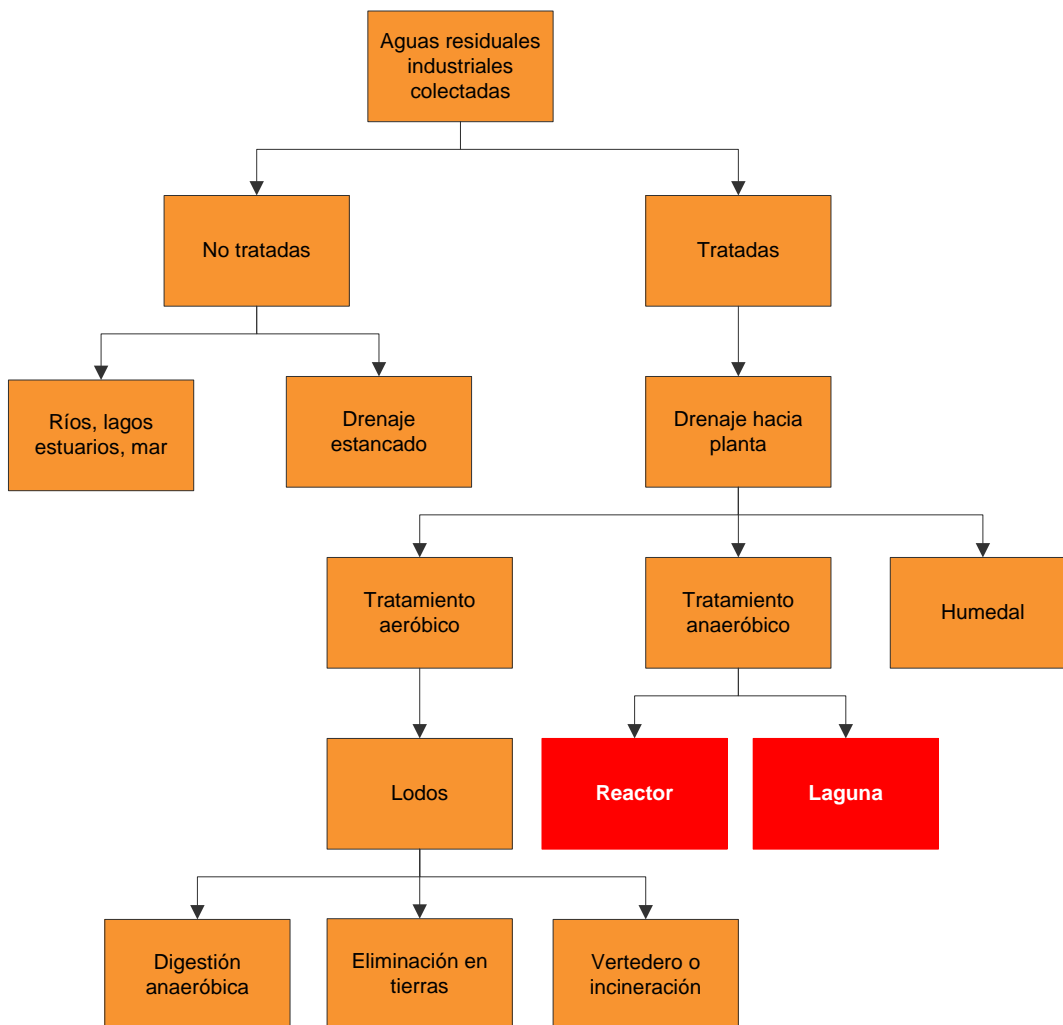 Aguas residuales
industriales
colectadas
No tratadas
Tratadas
Ríos, lagos
estuarios, mar
Drenaje
estancado
Drenaje hacia
planta
Tratamiento
aeróbico
Tratamiento
anaeróbico
Humedal
Lodos
Reactor
Laguna
Digestión
anaeróbica
Eliminación en
tierras
Vertedero o
incineración